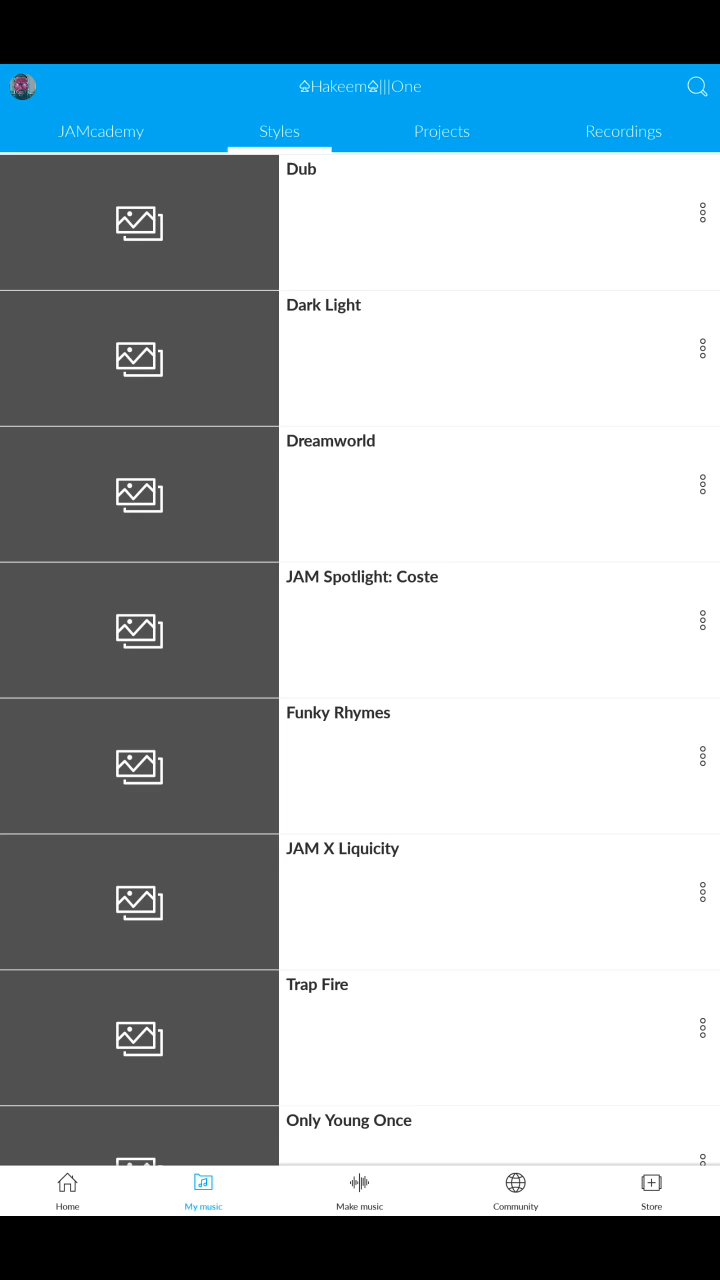 ♤Hakeem♤|||One
JAMcademy Styles Projects Recordings
Dub
Dark Light
Dreamworld
JAM Spotlight: Coste
Funky Rhymes
JAM X Liquicity
Trap Fire
Only Young Once
Home My music Make music Community Store